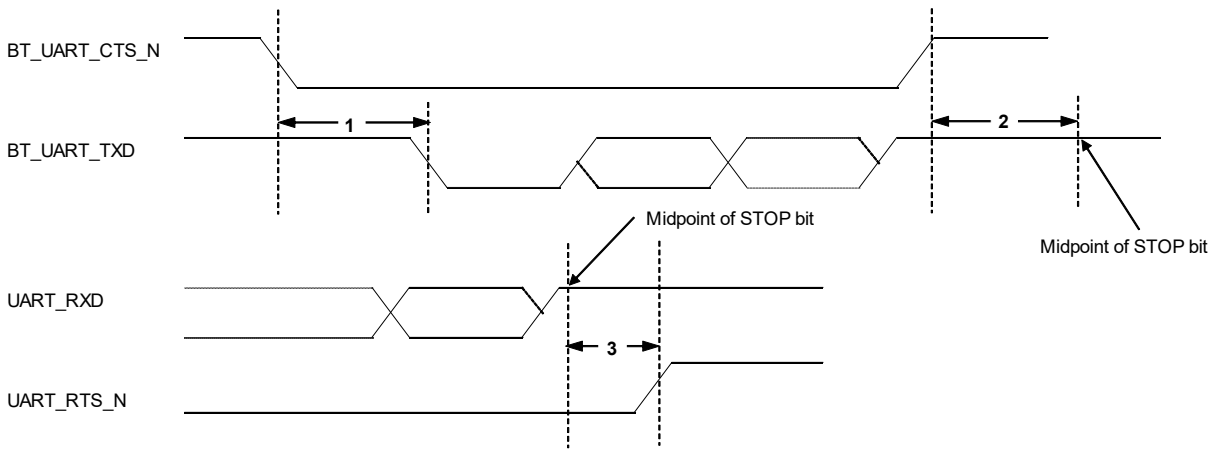 BT_UART_CTS_N
1
2
BT_UART_TXD
Midpoint of STOP bit
Midpoint of STOP bit
UART_RXD
3
UART_RTS_N